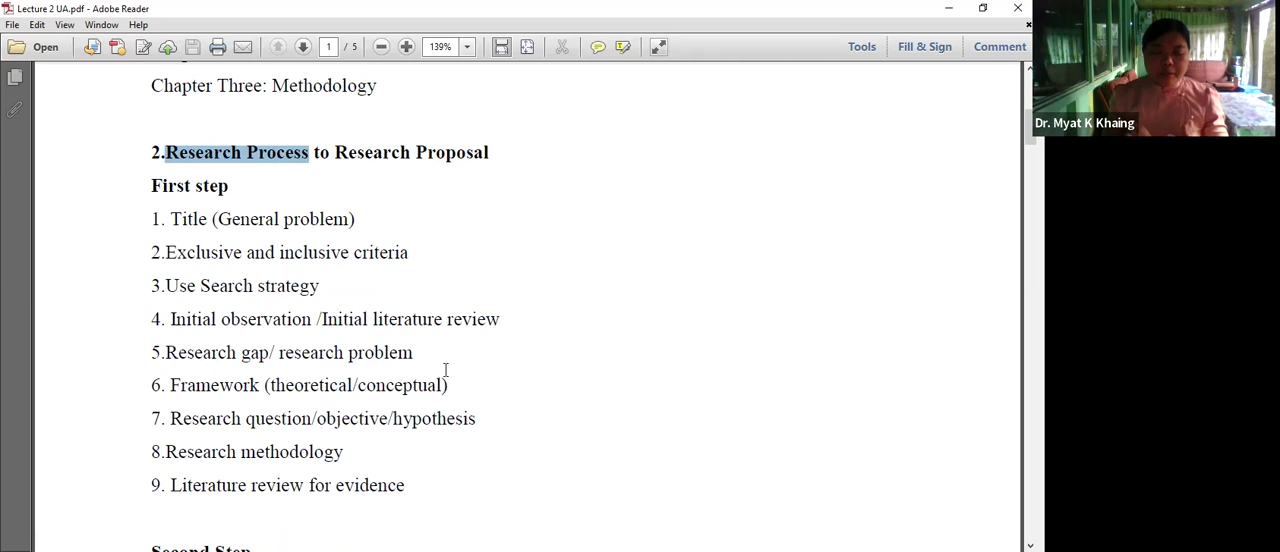 Lecture 2 UA.pdf - Adobe Reader
File Edit View Window Help
Open 1 / 5 139% Tools Fill & Sign Comment
Chapter Three: Methodology
2.Research Process to Research Proposal
First step
1. Title (General problem)
2.Exclusive and inclusive criteria
3.Use Search strategy
4. Initial observation /Initial literature review
5.Research gap/ research problem
6. Framework (theoretical/conceptual)
7. Research question/objective/hypothesis
8.Research methodology
9. Literature review for evidence
Second Step
Dr. Myat K Khaing